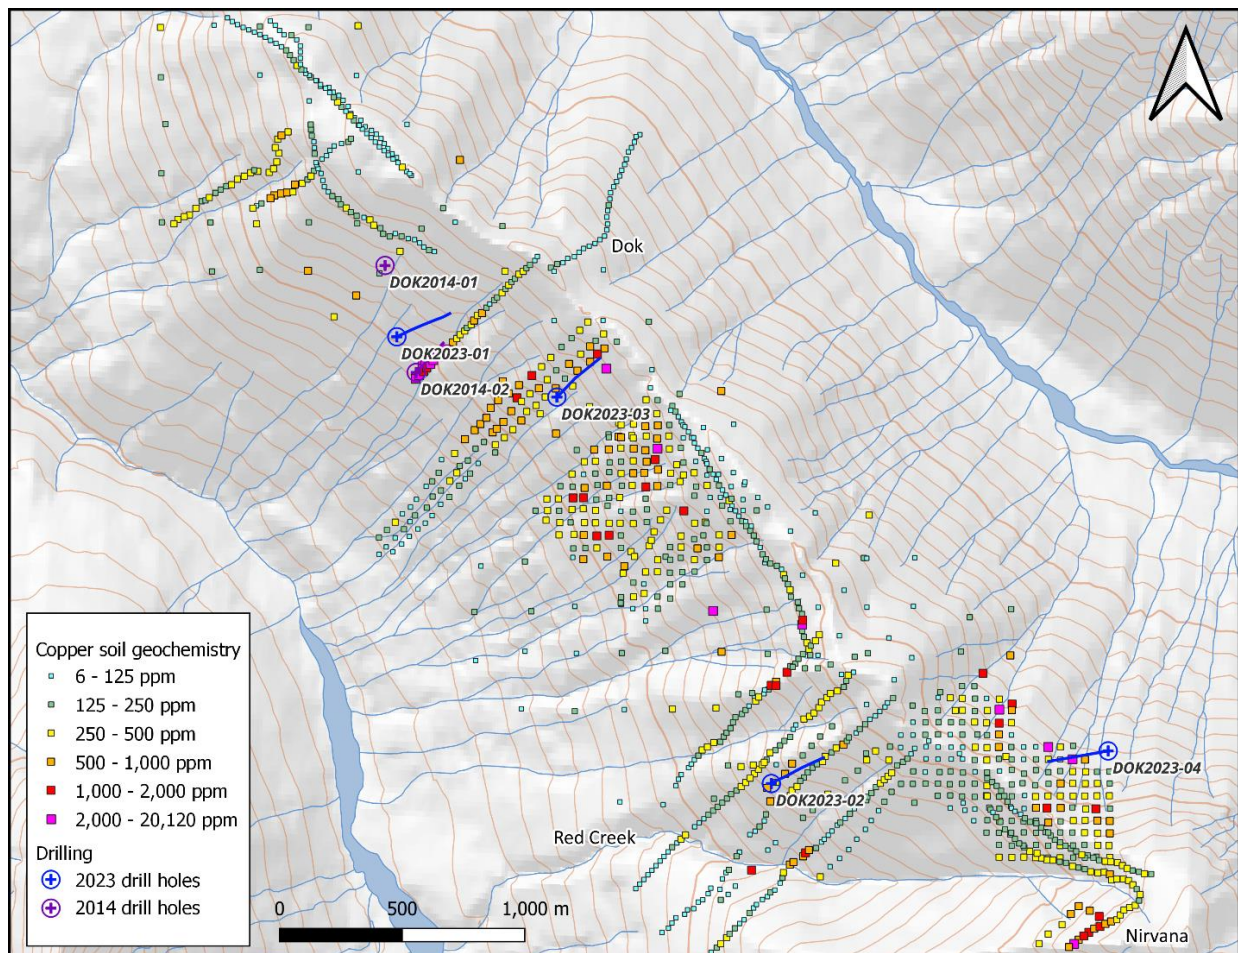 Dok
DOK2014-01
DOK2023-01
DOK2014-02
DOK2023-03
DOK2023-04
DOK2023-02
Red Creek
Nirvana
Copper soil geochemistry
6 - 125 ppm
125 - 250 ppm
250 - 500 ppm
500 - 1,000 ppm
1,000 - 2,000 ppm
2,000 - 20,120 ppm
Drilling
2023 drill holes
2014 drill holes
0 500 1,000 m